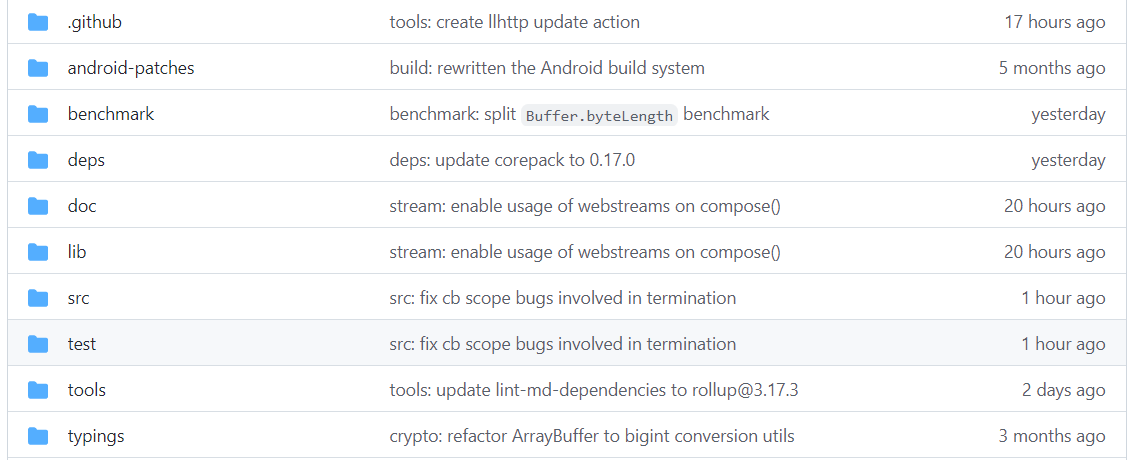 .github tools: create llhttp update action 17 hours ago
android-patches build: rewritten the Android build system 5 months ago
benchmark benchmark: split Buffer.byteLength benchmark yesterday
deps deps: update corepack to 0.17.0 yesterday
doc stream: enable usage of webstreams on compose() 20 hours ago
lib stream: enable usage of webstreams on compose() 20 hours ago
src src: fix cb scope bugs involved in termination 1 hour ago
test src: fix cb scope bugs involved in termination 1 hour ago
tools tools: update lint-md-dependencies to rollup@3.17.3 2 days ago
typings crypto: refactor ArrayBuffer to bigint conversion utils 3 months ago